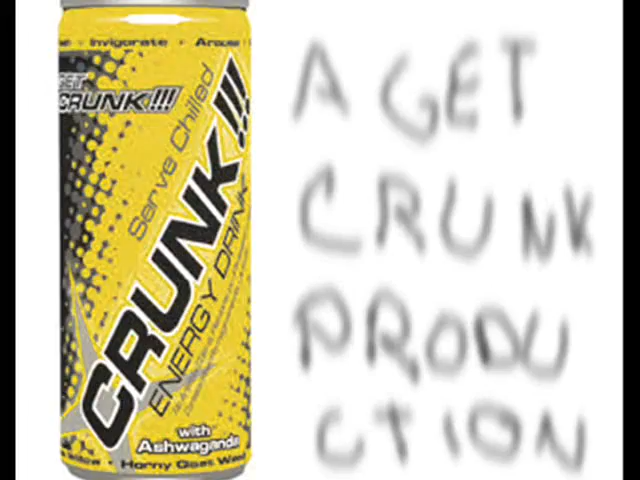 Invigorate • Arouse
GET
CRUNK!!!
Serve Chilled
CRUNK!!!
ENERGY DRINK
with
Ashwagandha
• Horny Goat Weed
A GET
CRUNK
PRODU
CTION